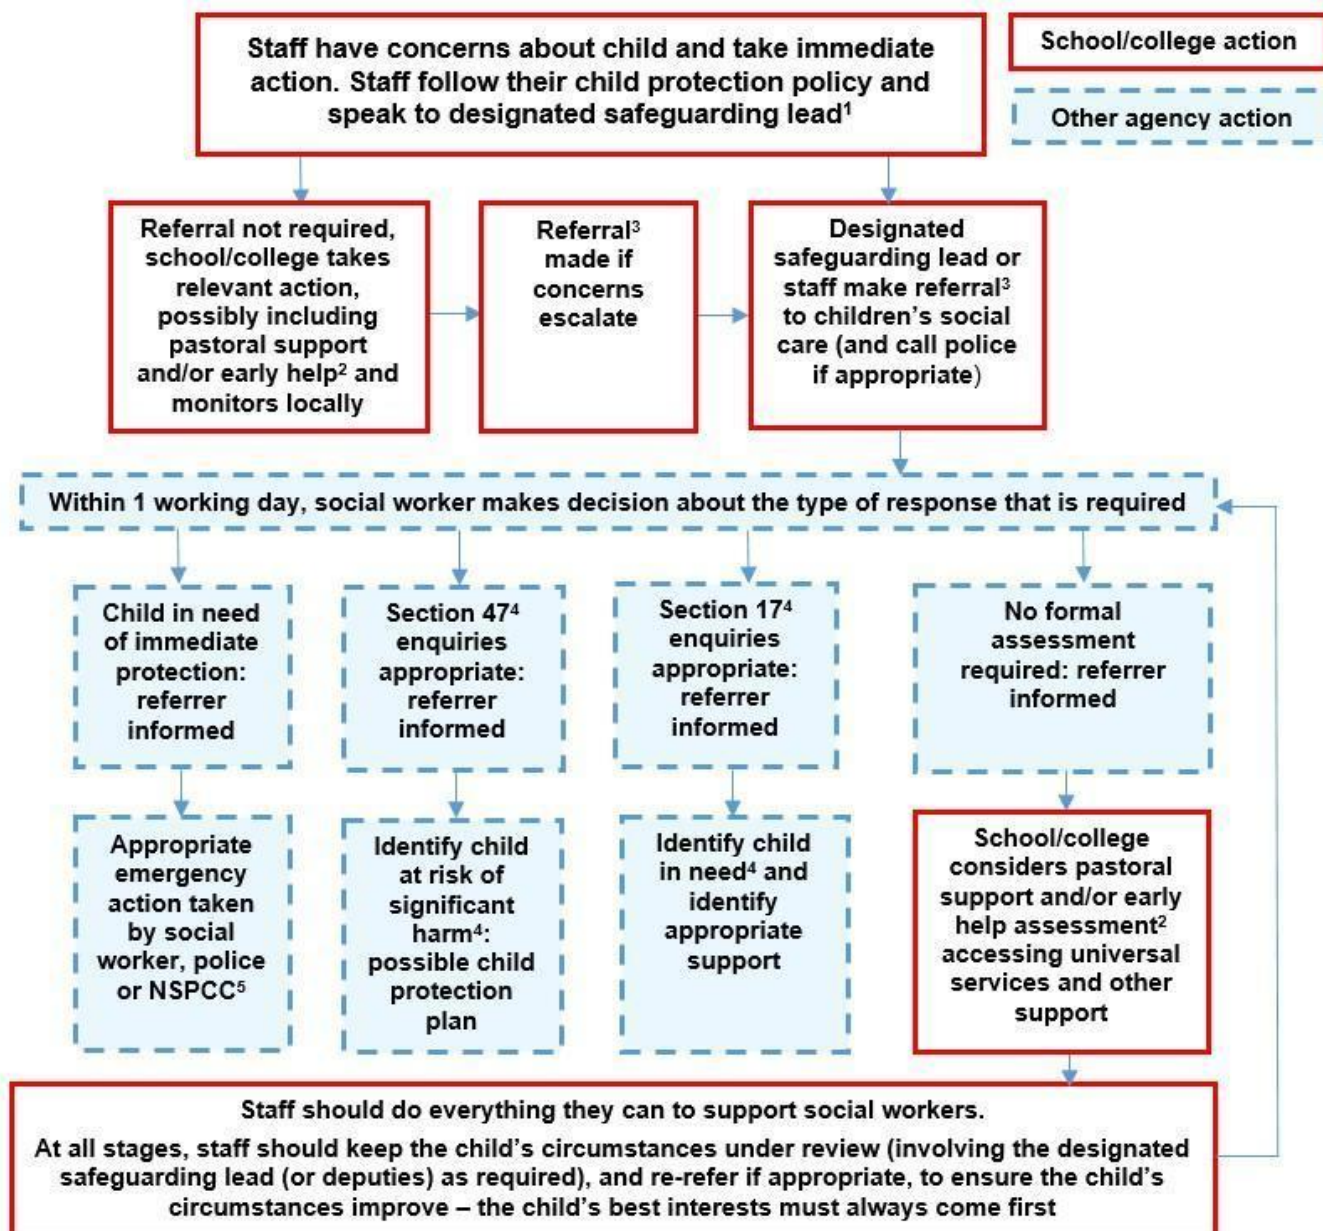 Staff have concerns about child and take immediate
action. Staff follow their child protection policy and
speak to designated safeguarding lead¹
School/college action
Other agency action
Referral not required,
school/college takes
relevant action,
possibly including
pastoral support
and/or early help² and
monitors locally
Referral³
made if
concerns
escalate
Designated
safeguarding lead or
staff make referral³
to children’s social
care (and call police
if appropriate)
Within 1 working day, social worker makes decision about the type of response that is required
Child in need
of immediate
protection:
referrer
informed
Section 47⁴
enquiries
appropriate:
referrer
informed
Section 17⁴
enquiries
appropriate:
referrer
informed
No formal
assessment
required: referrer
informed
Appropriate
emergency
action taken
by social
worker, police
or NSPCC⁵
Identify child
at risk of
significant
harm⁴:
possible child
protection
plan
Identify child
in need⁴ and
identify
appropriate
support
School/college
considers pastoral
support and/or early
help assessment²
accessing universal
services and other
support
Staff should do everything they can to support social workers.
At all stages, staff should keep the child’s circumstances under review (involving the designated
safeguarding lead (or deputies) as required), and re-refer if appropriate, to ensure the child’s
circumstances improve – the child’s best interests must always come first